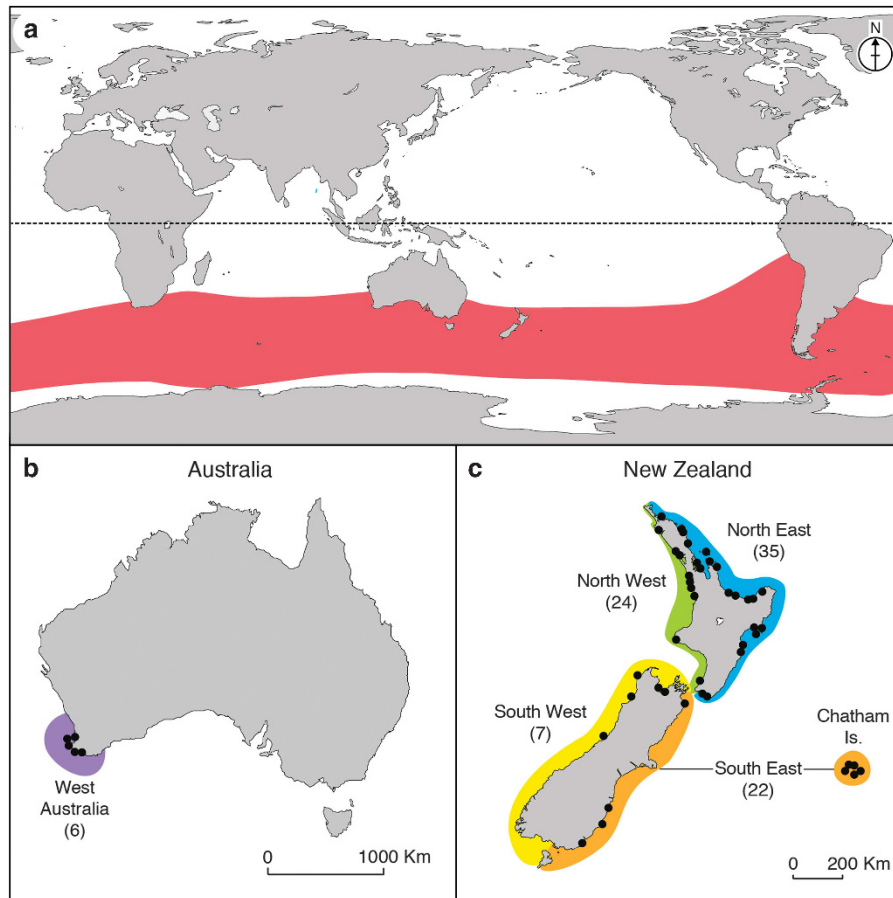 a
N
b
Australia
West
Australia
(6)
0
1000 Km
c
New Zealand
North East
(35)
North West
(24)
South West
(7)
Chatham
Is.
South East
(22)
0
200 Km